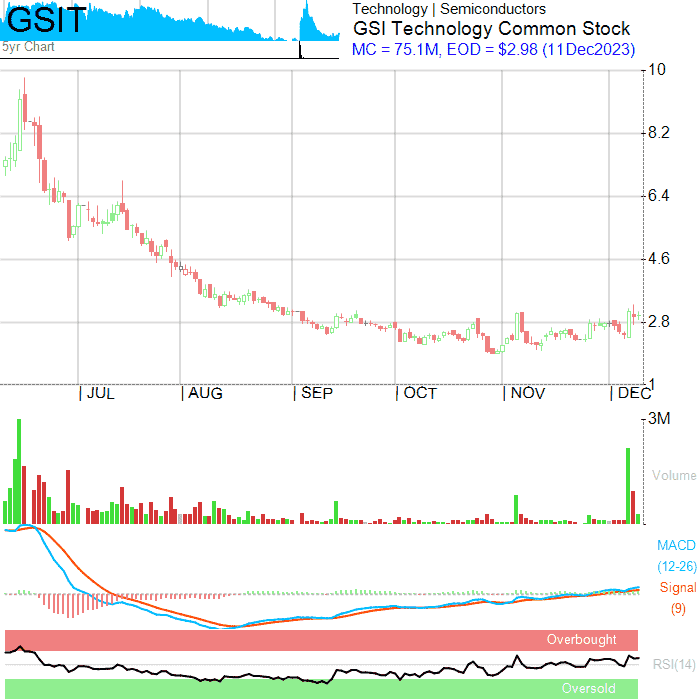 GSIT
5yr Chart
Technology | Semiconductors
GSI Technology Common Stock
MC = 75.1M, EOD = $2.98 (11Dec2023)
10
8.2
6.4
4.6
2.8
1
| JUL | AUG | SEP | OCT | NOV | DEC
3M
Volume
MACD
(12-26)
Signal
(9)
Overbought
RSI(14)
Oversold